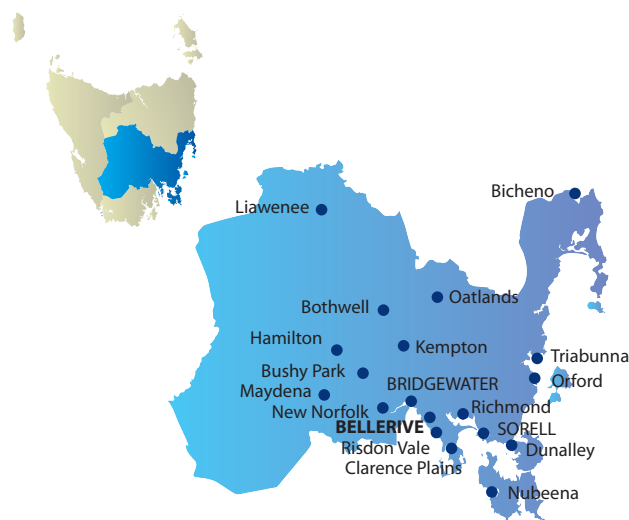 Bicheno
Liawenee
Oatlands
Bothwell
Hamilton
Kempton
Triabunna
Bushy Park
Orford
Maydena
BRIDGEWATER
New Norfolk
Richmond
BELLERIVE
SORELL
Risdon Vale
Dunalley
Clarence Plains
Nubeena